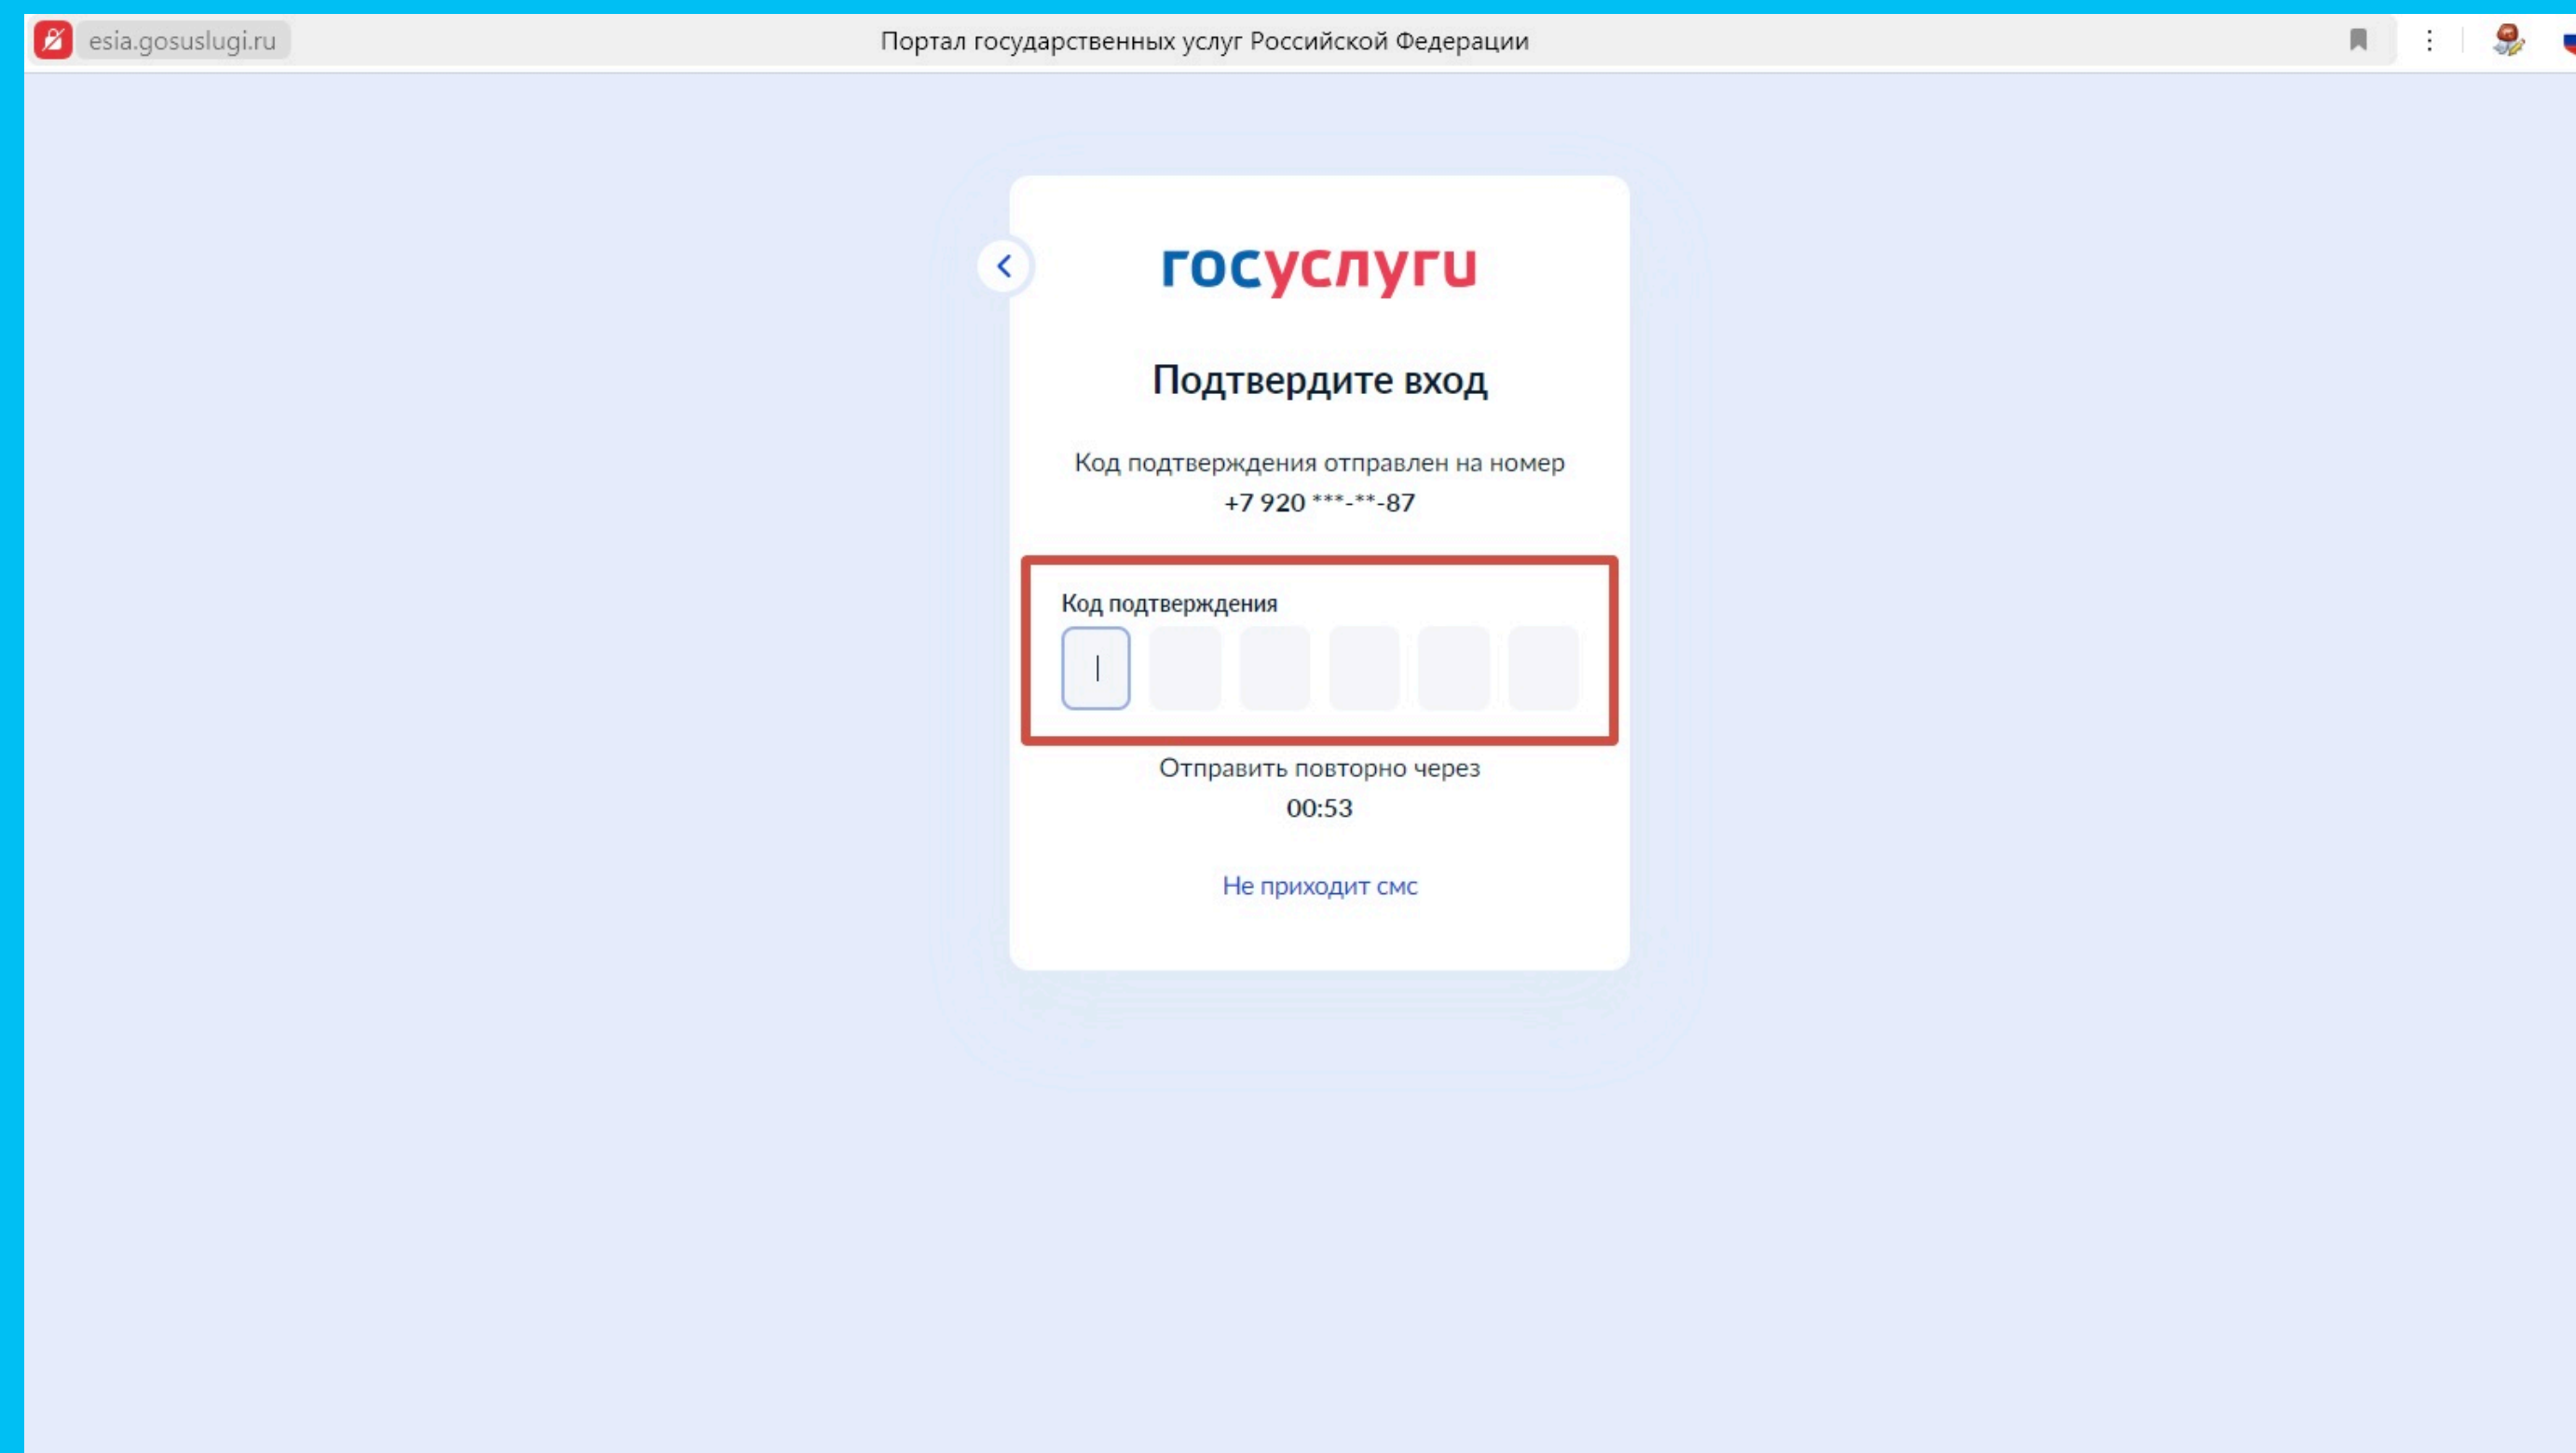 esia.gosuslugi.ru
Портал государственных услуг Российской Федерации
госуслуги
Подтвердите вход
Код подтверждения отправлен на номер
+7 920 ***-**-87
Код подтверждения
Отправить повторно через
00:53
Не приходит смс